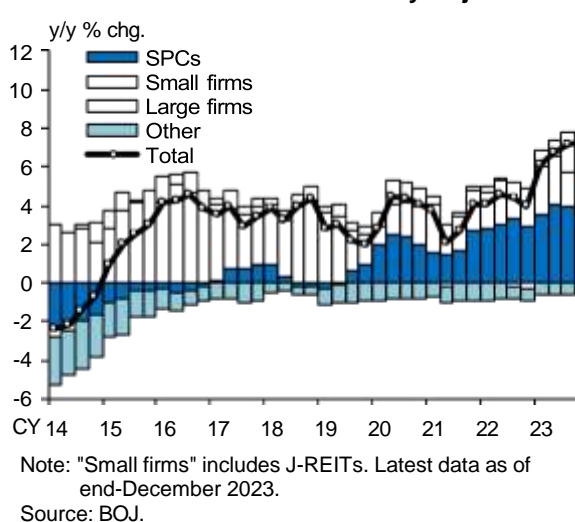 y/y % chg.
12
SPCs
10
Small firms
Large firms
8
Other
6
Total
4
2
0
-2
-4
-6
CY 14 15 16 17 18 19 20 21 22 23
Note: "Small firms" includes J-REITs. Latest data as of
end-December 2023.
Source: BOJ.